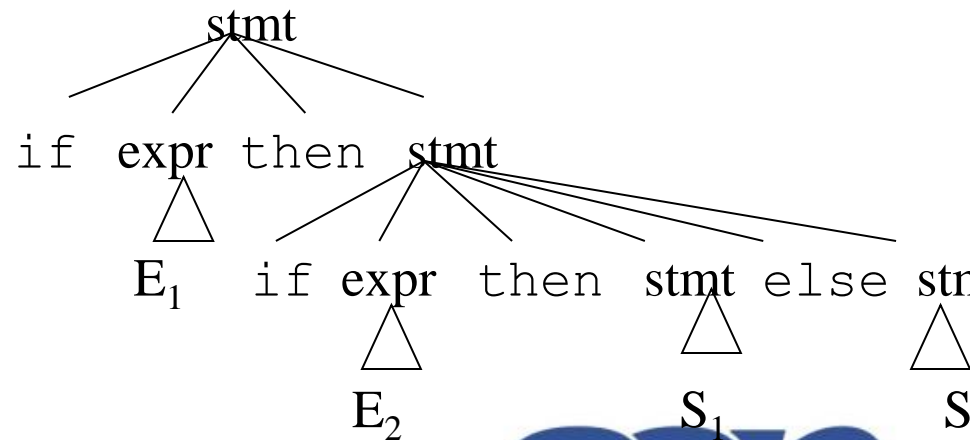 stmt
if expr then stmt
E₁ if expr then stmt else
E₂ S₁ S